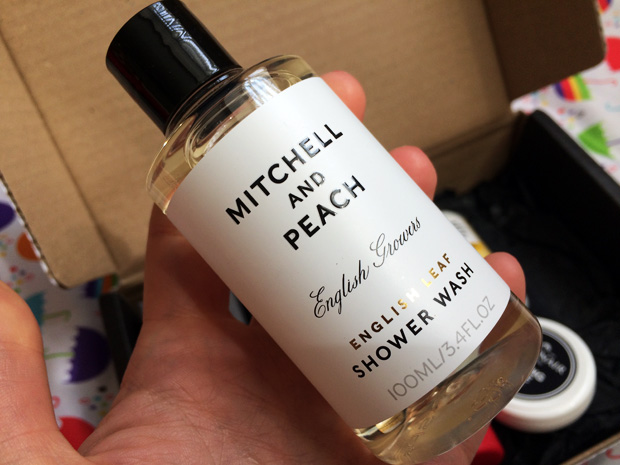 MITCHELL
AND
PEACH
English Growers
ENGLISH LEAF
SHOWER WASH
100ML/3.4FL.OZ